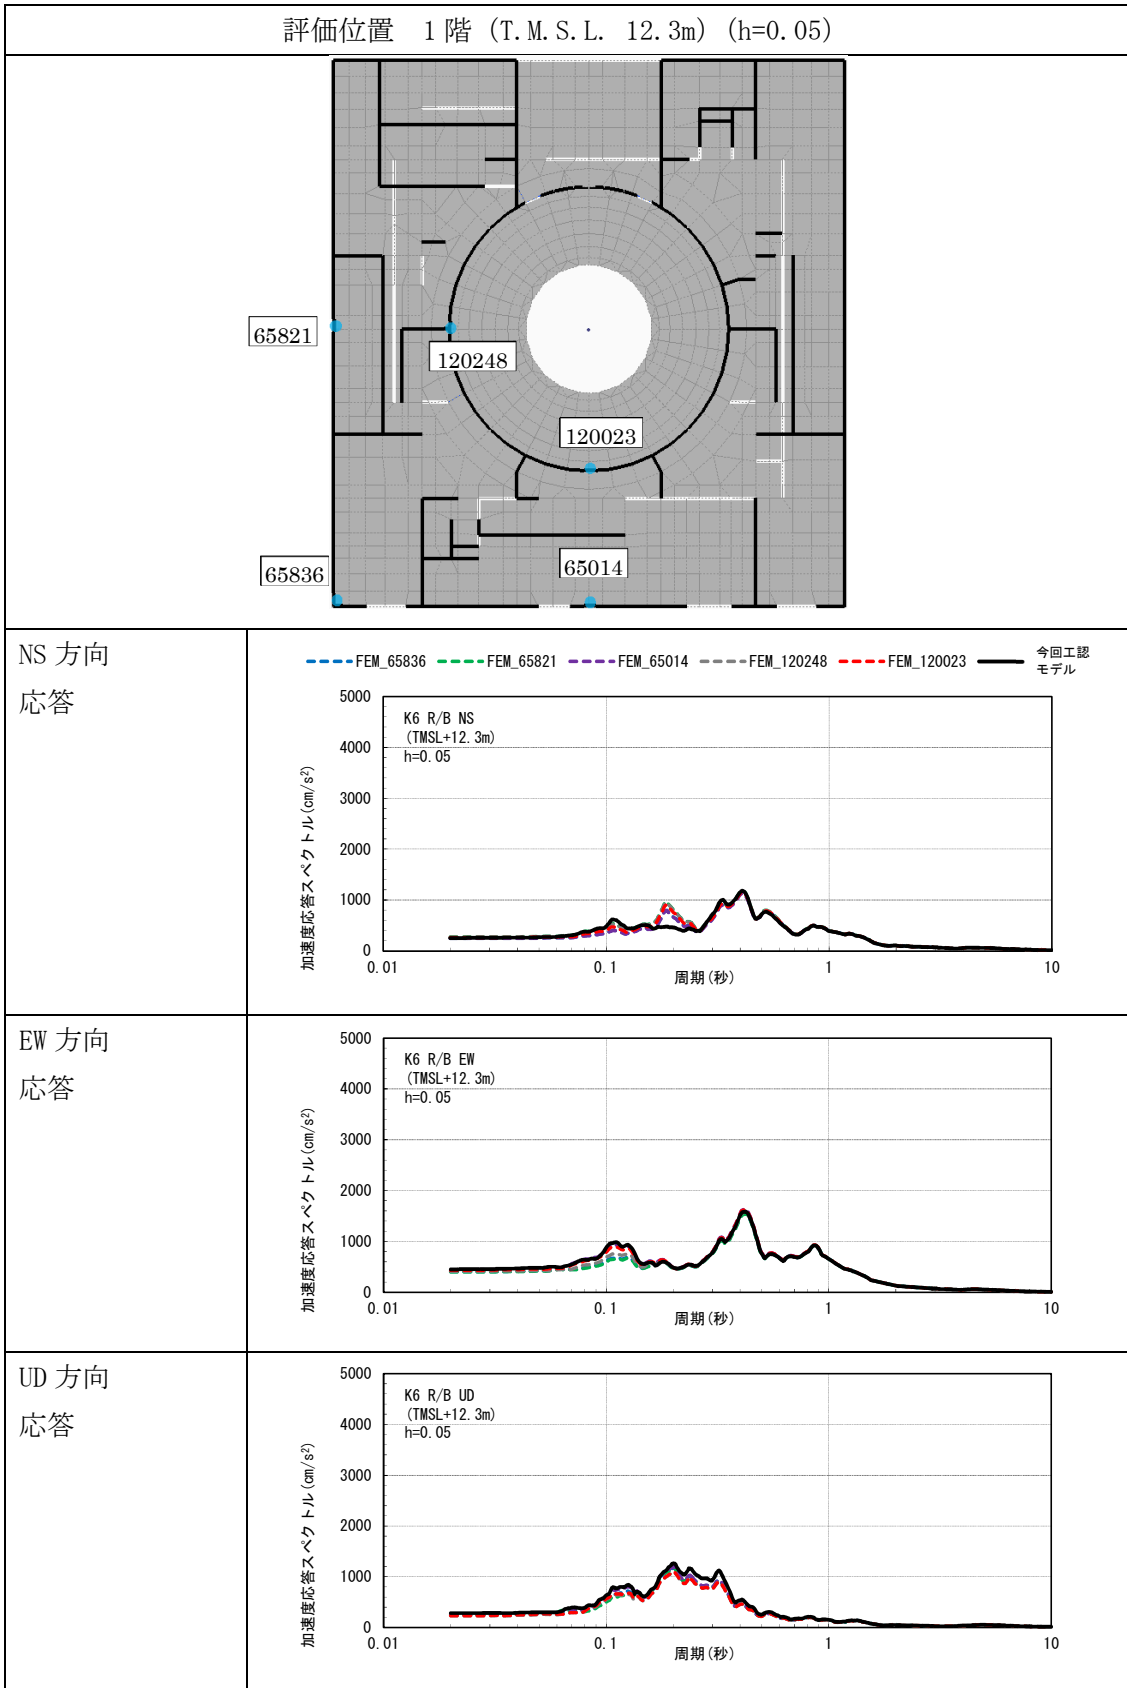 評価位置　1階 (T.M.S.L. 12.3m) (h=0.05)
65821
120248
120023
65836
65014
NS 方向
応答
FEM_65836 FEM_65821 FEM_65014 FEM_120248 FEM_120023 今回工認
モデル
K6 R/B NS
(TMSL+12.3m)
h=0.05
加速度応答スペクトル(cm/s²)
5000
4000
3000
2000
1000
0
0.01 0.1 1 10
周期(秒)
EW 方向
応答
K6 R/B EW
(TMSL+12.3m)
h=0.05
加速度応答スペクトル(cm/s²)
5000
4000
3000
2000
1000
0
0.01 0.1 1 10
周期(秒)
UD 方向
応答
K6 R/B UD
(TMSL+12.3m)
h=0.05
加速度応答スペクトル(cm/s²)
5000
4000
3000
2000
1000
0
0.01 0.1 1 10
周期(秒)